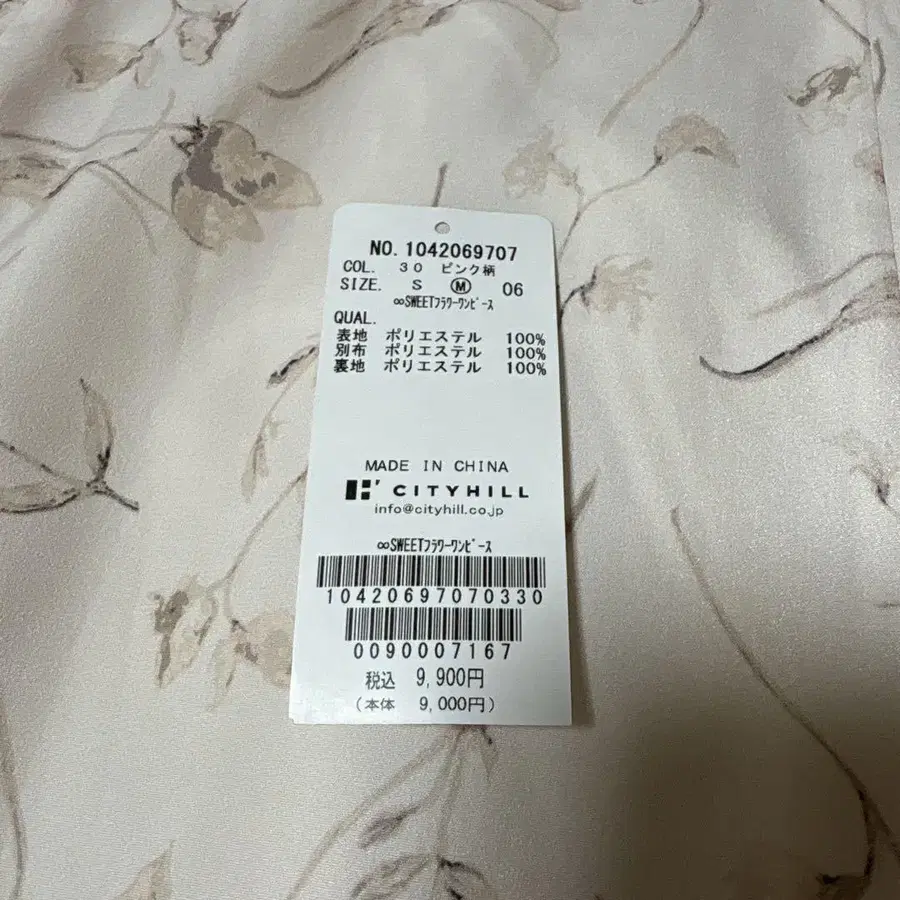 NO. 1042069707
COL. 30 ピンク柄
SIZE. S Ⓜ 06
∞SWEETフラワーワンピース
QUAL.
表地 ポリエステル 100%
別布 ポリエステル 100%
裏地 ポリエステル 100%
MADE IN CHINA
CITYHILL
info@cityhill.co.jp
∞SWEETフラワーワンピース
10420697070330
0090007167
税込 9,900円
(本体 9,000円)